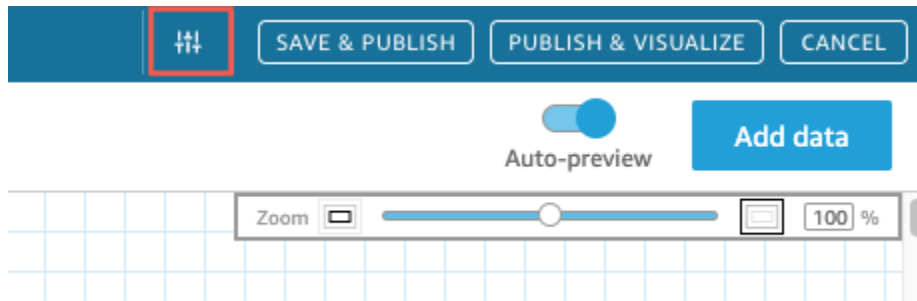 SAVE & PUBLISH PUBLISH & VISUALIZE CANCEL
Auto-preview Add data
Zoom 100 %